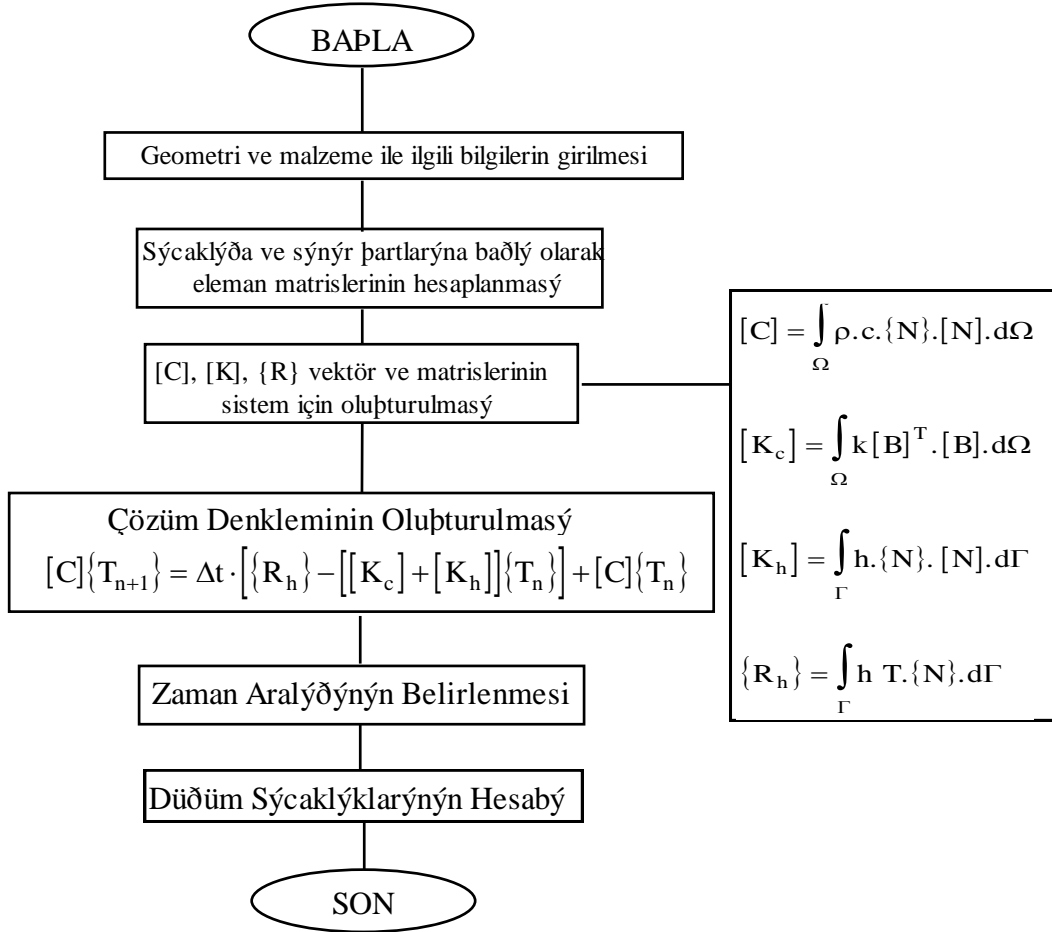 BAÞLA
Geometri ve malzeme ile ilgili bilgilerin girilmesi
Sýcaklýða ve sýnýr þartlarýna baðlý olarak
eleman matrislerinin hesaplanmasý
[C], [K], {R} vektör ve matrislerinin
sistem için oluþturulmasý
[C] = ∫_Ω ρ.c.{N}.[N].dΩ
[K_c] = ∫_Ω k[B]^T.[B].dΩ
[K_h] = ∫_Γ h.{N}.[N].dΓ
{R_h} = ∫_Γ h T.{N}.dΓ
Çözüm Denkleminin Oluþturulmasý
[C]{T_{n+1}} = Δt·[{R_h}−[[K_c]+[K_h]]{T_n}]+[C]{T_n}
Zaman Aralýðýnýn Belirlenmesi
Düðüm Sýcaklýklarýnýn Hesabý
SON